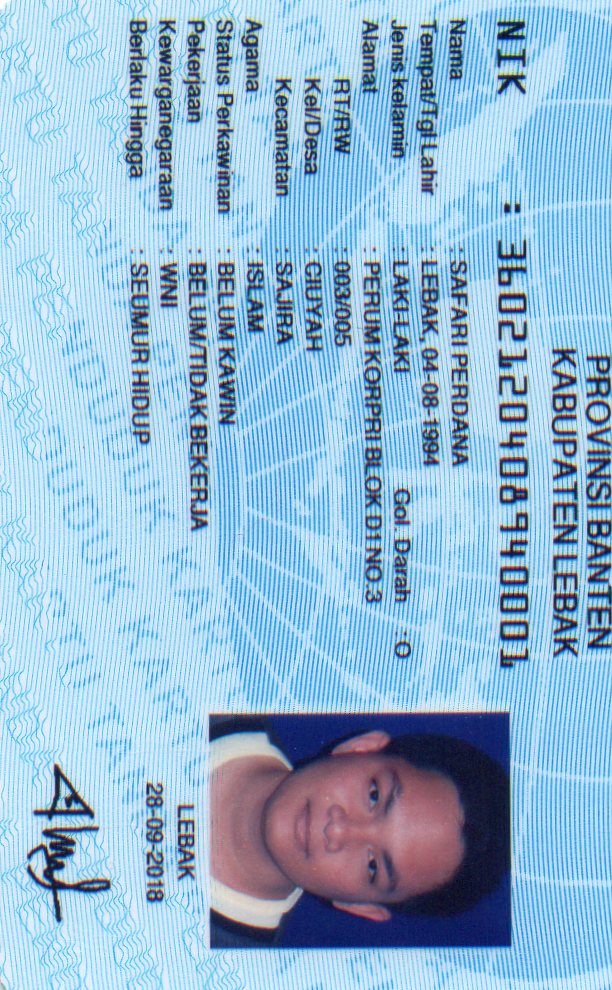 PROVINSI BANTEN
KABUPATEN LEBAK
NIK : 3602120408940001
Nama : SAFARI PERDANA
Tempat/Tgl Lahir : LEBAK, 04-08-1994
Jenis kelamin : LAKI-LAKI Gol. Darah : O
Alamat : PERUM KORPRI BLOK D1 NO.3
RT/RW : 003/005
Kel/Desa : CIUYAH
Kecamatan : SAJIRA
Agama : ISLAM
Status Perkawinan : BELUM KAWIN
Pekerjaan : BELUM/TIDAK BEKERJA
Kewarganegaraan : WNI
Berlaku Hingga : SEUMUR HIDUP
LEBAK
28-09-2018